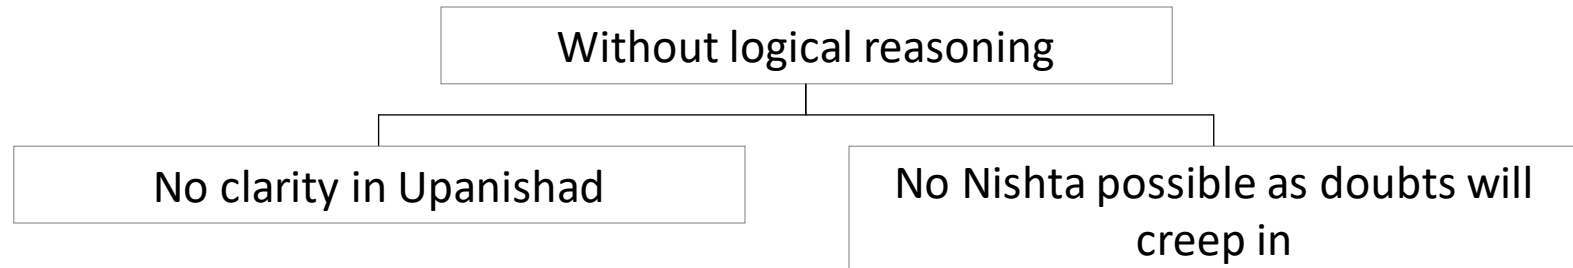 Without logical reasoning
No clarity in Upanishad
No Nishta possible as doubts will
creep in